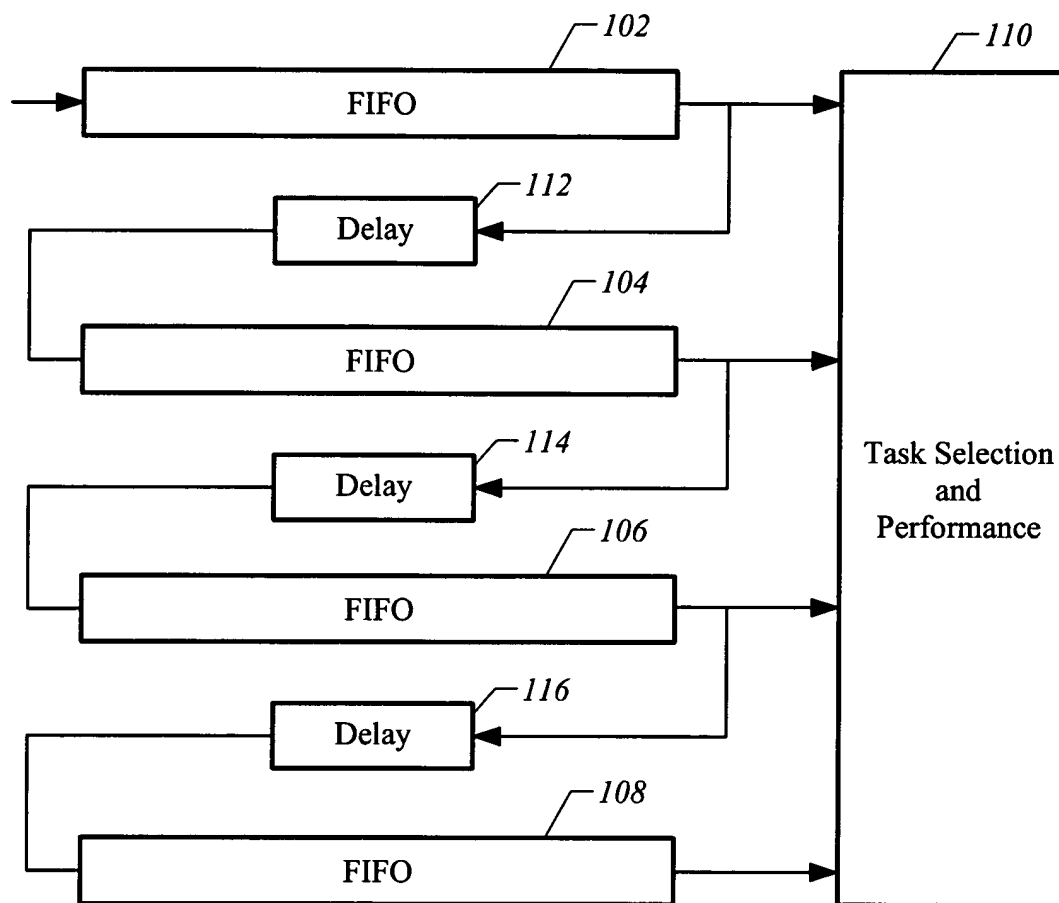 102
110
FIFO
112
Delay
104
FIFO
114
Delay
Task Selection
and
Performance
106
FIFO
116
Delay
108
FIFO